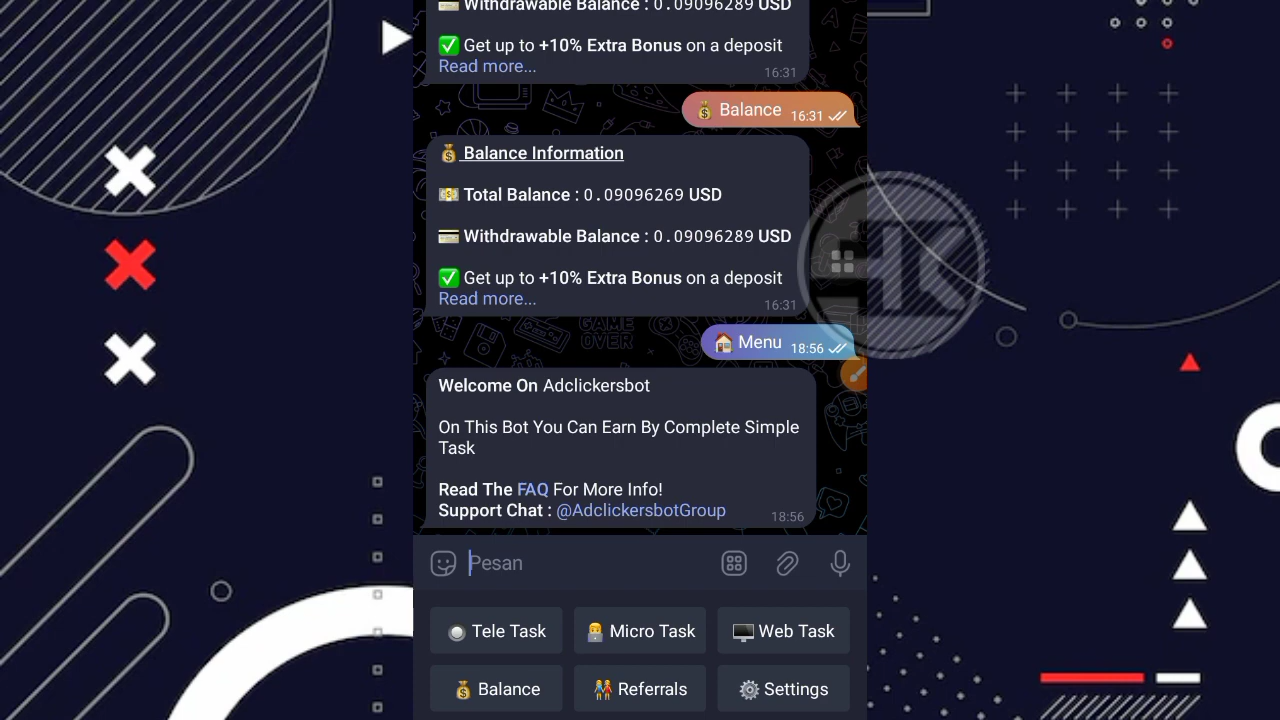 Withdrawable Balance : 0.09096289 USD
Get up to +10% Extra Bonus on a deposit
Read more...
16:31
Balance 16:31
Balance Information
Total Balance : 0.09096269 USD
Withdrawable Balance : 0.09096289 USD
Get up to +10% Extra Bonus on a deposit
Read more...
16:31
Menu 18:56
Welcome On Adclickersbot
On This Bot You Can Earn By Complete Simple
Task
Read The FAQ For More Info!
Support Chat : @AdclickersbotGroup
18:56
Pesan
Tele Task
Micro Task
Web Task
Balance
Referrals
Settings